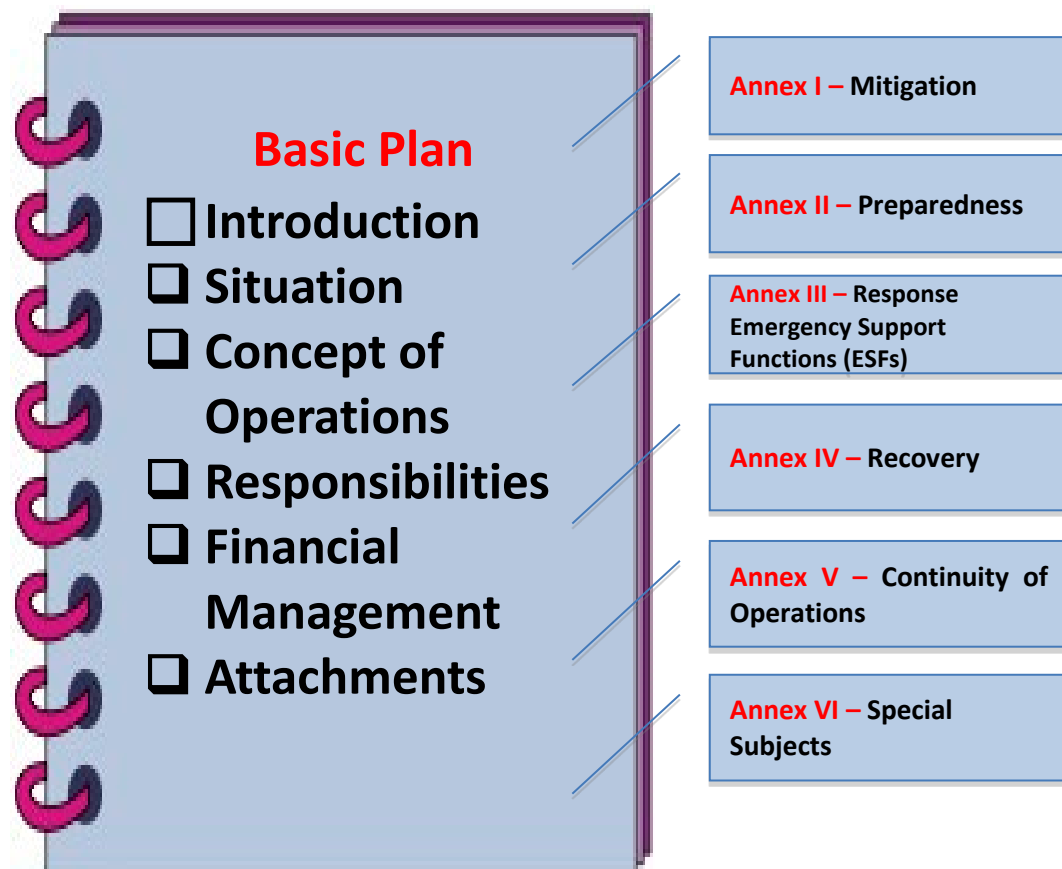 Basic Plan
Introduction
Situation
Concept of
Operations
Responsibilities
Financial
Management
Attachments
Annex I – Mitigation
Annex II – Preparedness
Annex III – Response
Emergency Support
Functions (ESFs)
Annex IV – Recovery
Annex V – Continuity of
Operations
Annex VI – Special
Subjects